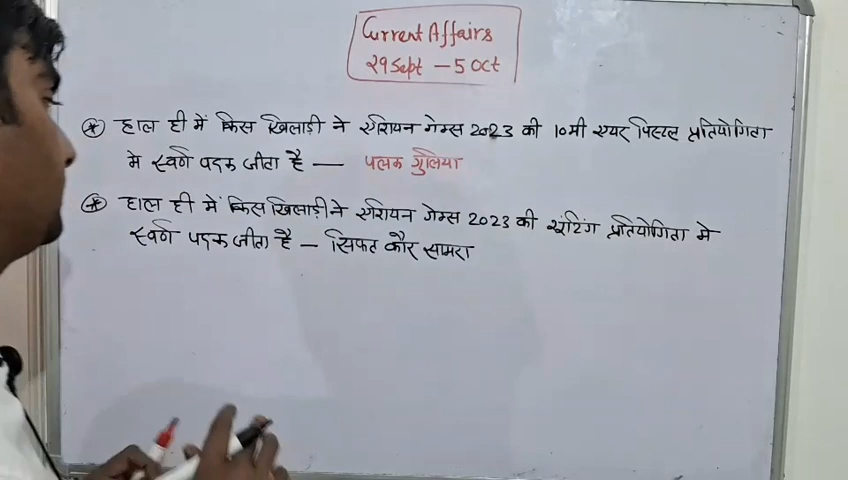 Current Affairs
29 Sept — 5 Oct
* हाल ही में किस खिलाड़ी ने एशियन गेम्स 2023 की 10मी एयर पिस्टल प्रतियोगिता
मे स्वर्ण पदक जीता है — पलक गुलिया
* हाल ही में किस खिलाड़ी ने एशियन गेम्स 2023 की शूटिंग प्रतियोगिता मे
स्वर्ण पदक जीता है – सिफत कौर सामरा